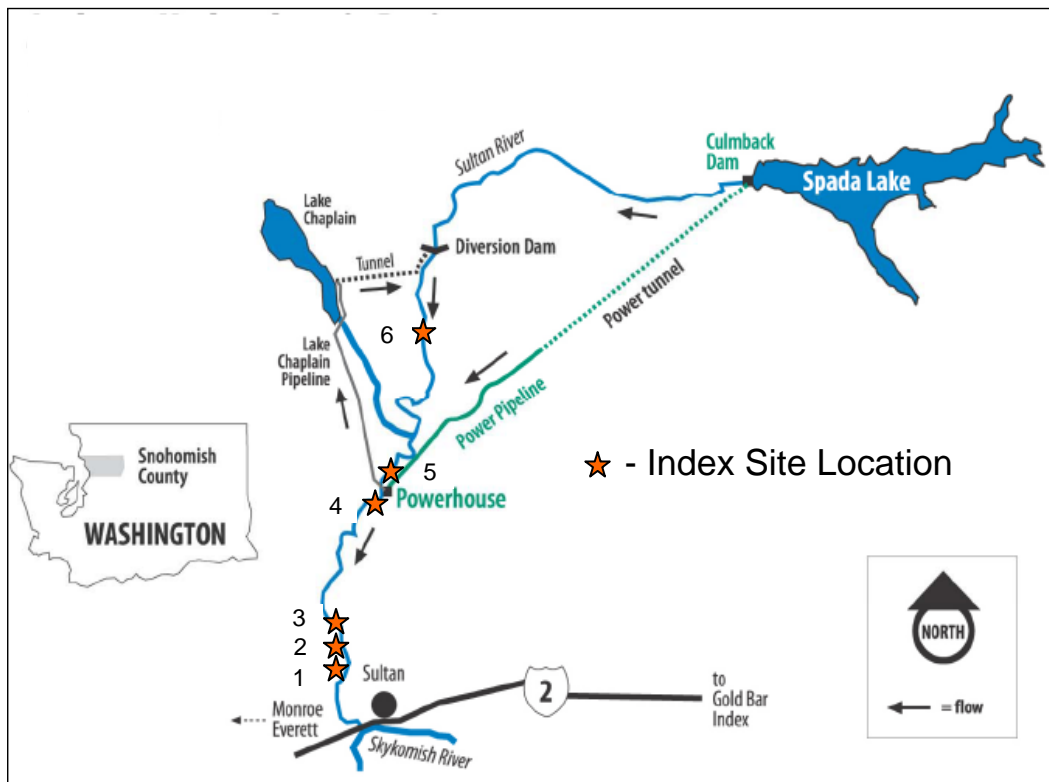 Sultan River
Culmback
Dam
Spada Lake
Lake
Chaplain
Tunnel
Diversion Dam
Power tunnel
6
Lake
Chaplain
Pipeline
Power Pipeline
Snohomish
County
WASHINGTON
5
- Index Site Location
4
Powerhouse
3
2
1
Sultan
2
to
Gold Bar
Index
Monroe
Everett
Skykomish River
NORTH
= flow